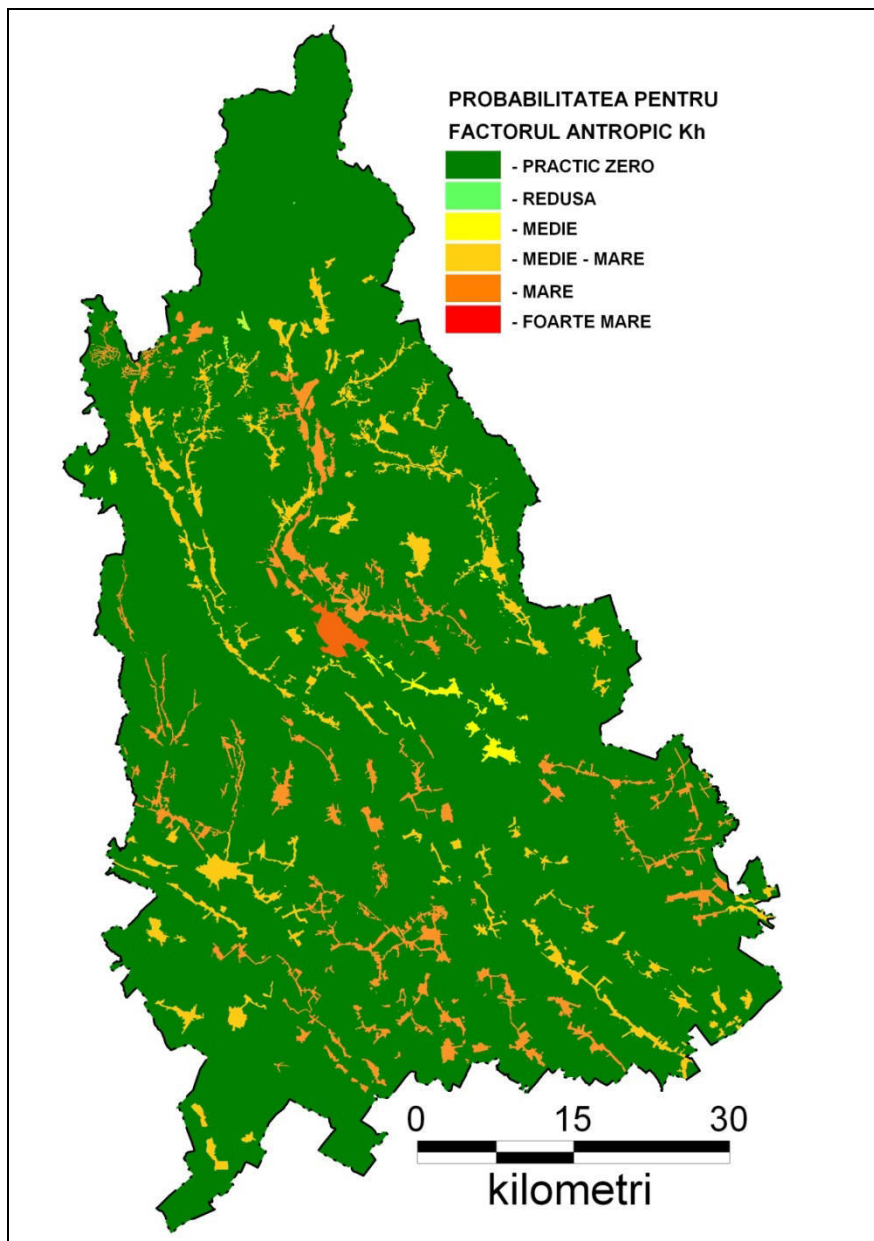 PROBABILITATEA PENTRU
FACTORUL ANTROPIC Kh
- PRACTIC ZERO
- REDUSA
- MEDIE
- MEDIE - MARE
- MARE
- FOARTE MARE
0 15 30
kilometri